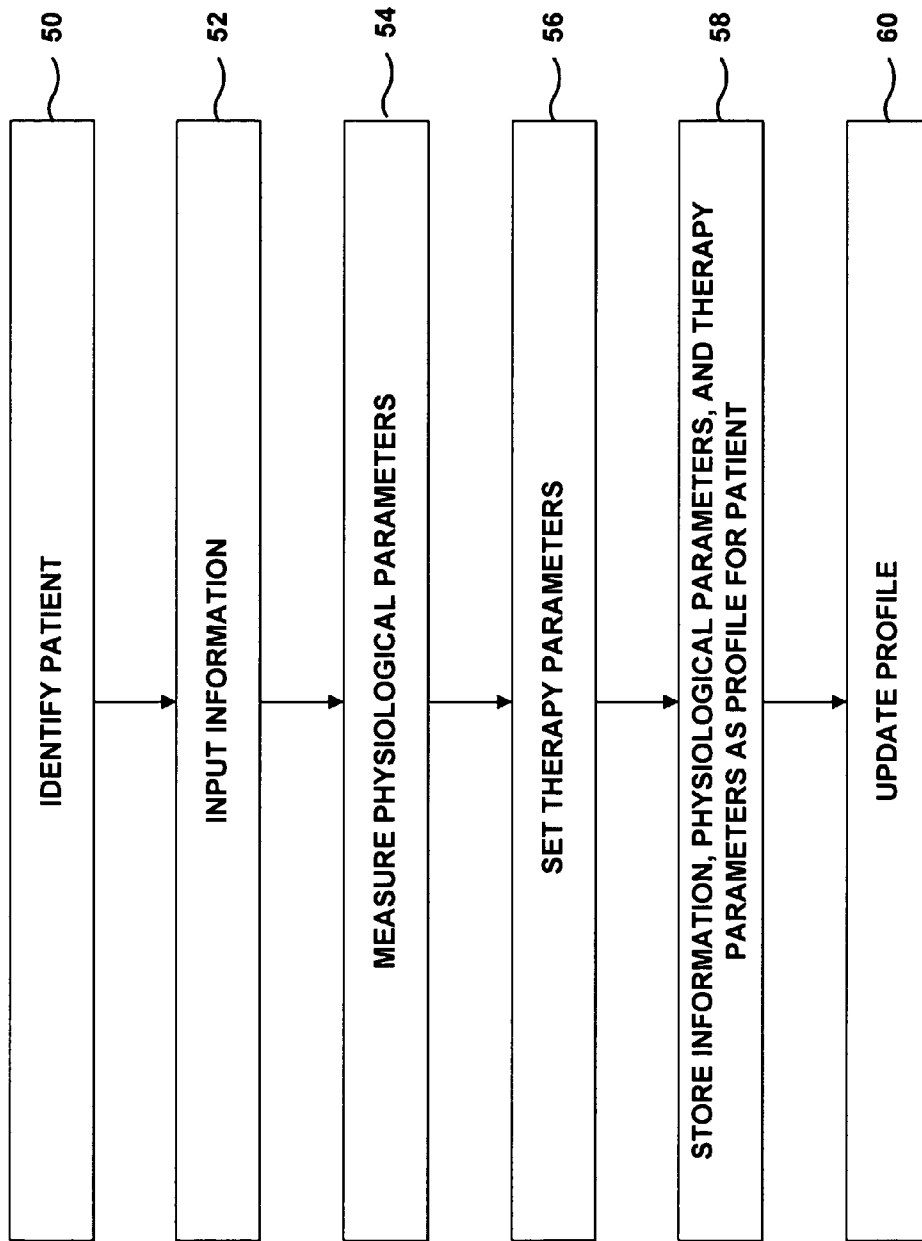 IDENTIFY PATIENT
50
INPUT INFORMATION
52
MEASURE PHYSIOLOGICAL PARAMETERS
54
SET THERAPY PARAMETERS
56
STORE INFORMATION, PHYSIOLOGICAL PARAMETERS, AND THERAPY
PARAMETERS AS PROFILE FOR PATIENT
58
UPDATE PROFILE
60